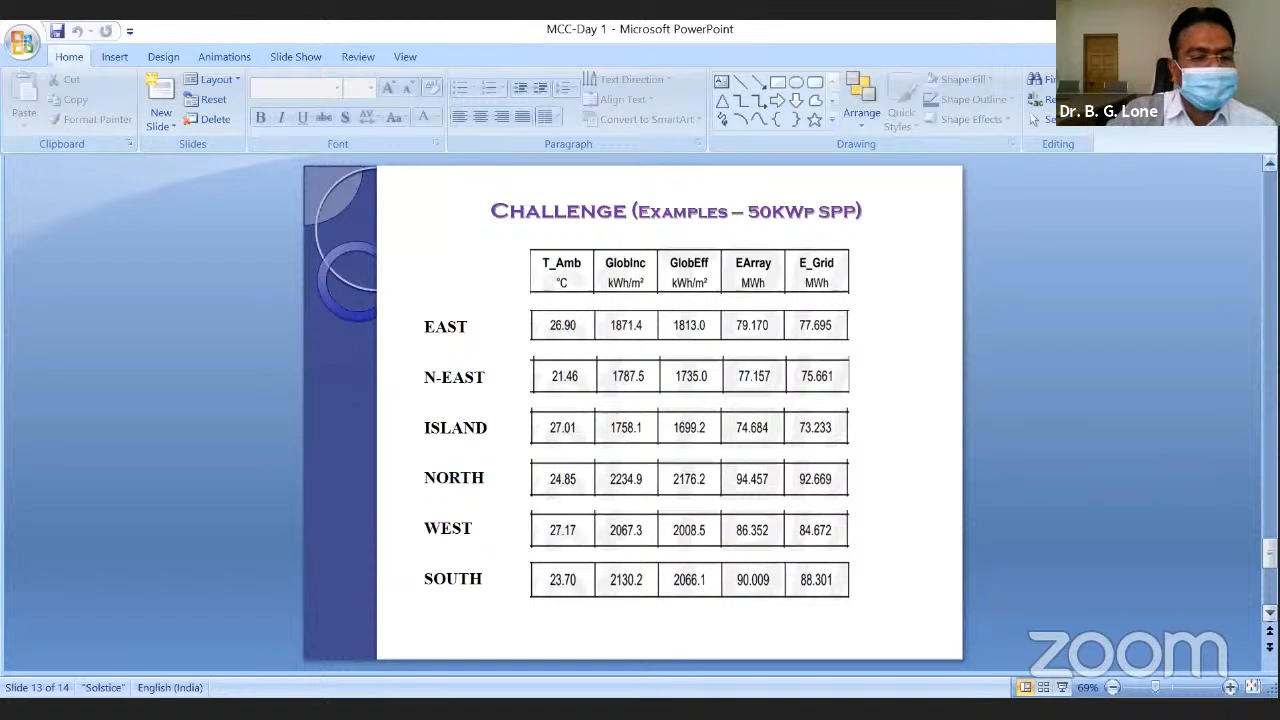 MCC-Day 1 - Microsoft PowerPoint
Home Insert Design Animations Slide Show Review View
Cut
Copy
Format Painter
Paste
Clipboard
New Slide
Layout
Reset
Delete
Slides
B I U abc S AV Aa A
Font
Text Direction
Align Text
Convert to SmartArt
Paragraph
Arrange
Quick Styles
Shape Fill
Shape Outline
Shape Effects
Drawing
Editing
Dr. B. G. Lone
CHALLENGE (EXAMPLES – 50KWP SPP)
T_Amb GlobInc GlobEff EArray E_Grid
°C kWh/m² kWh/m² MWh MWh
EAST 26.90 1871.4 1813.0 79.170 77.695
N-EAST 21.46 1787.5 1735.0 77.157 75.661
ISLAND 27.01 1758.1 1699.2 74.684 73.233
NORTH 24.85 2234.9 2176.2 94.457 92.669
WEST 27.17 2067.3 2008.5 86.352 84.672
SOUTH 23.70 2130.2 2066.1 90.009 88.301
zoom
Slide 13 of 14 "Solstice" English (India) 69%